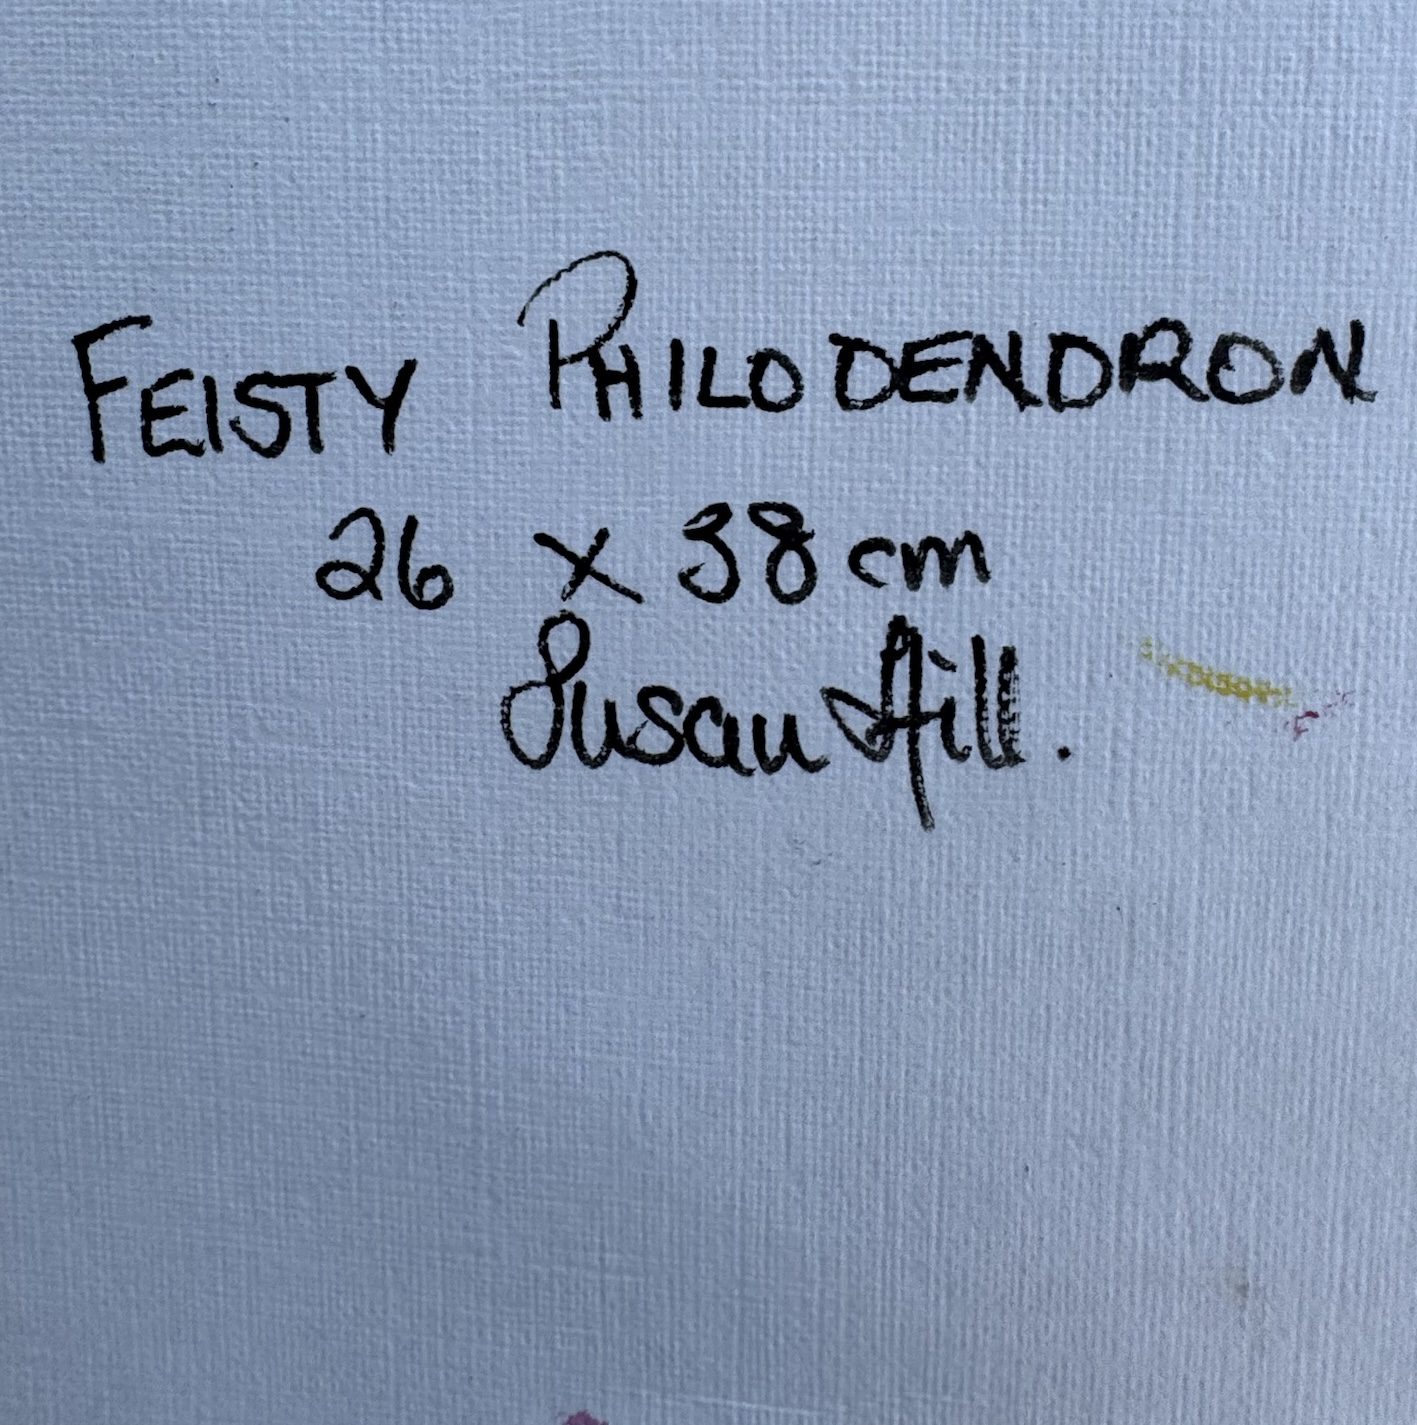 FEISTY PHILODENDRON
26 x 38 cm
Susan Hill.